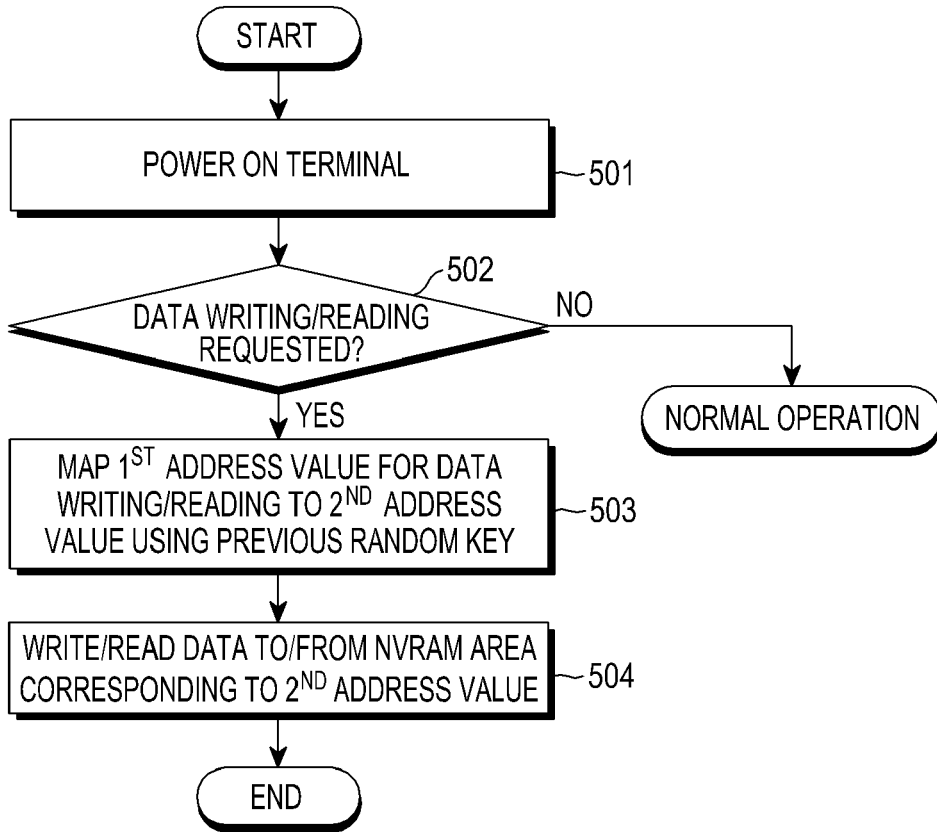 START
POWER ON TERMINAL
501
502
DATA WRITING/READING
REQUESTED?
NO
NORMAL OPERATION
YES
MAP 1ST ADDRESS VALUE FOR DATA
WRITING/READING TO 2ND ADDRESS
VALUE USING PREVIOUS RANDOM KEY
503
WRITE/READ DATA TO/FROM NVRAM AREA
CORRESPONDING TO 2ND ADDRESS VALUE
504
END